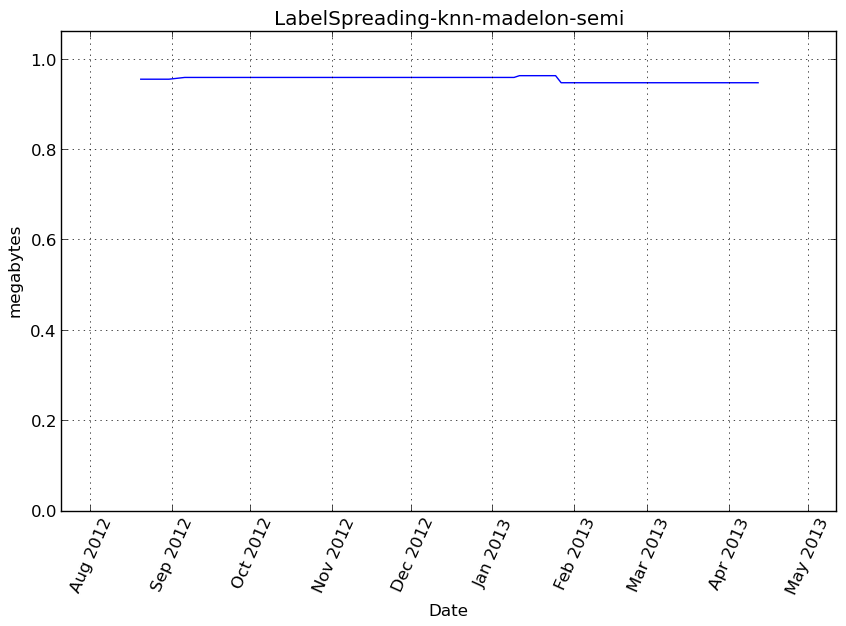 LabelSpreading-knn-madelon-semi
megabytes
1.0
0.8
0.6
0.4
0.2
0.0
Aug 2012
Sep 2012
Oct 2012
Nov 2012
Dec 2012
Jan 2013
Feb 2013
Mar 2013
Apr 2013
May 2013
Date